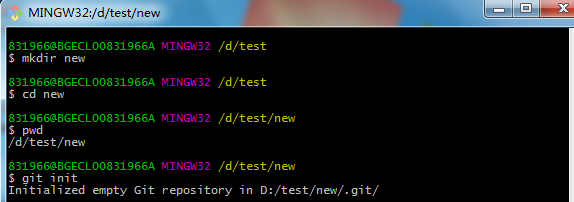 MINGW32:/d/test/new
831966@BGECL00831966A MINGW32 /d/test
$ mkdir new
831966@BGECL00831966A MINGW32 /d/test
$ cd new
831966@BGECL00831966A MINGW32 /d/test/new
$ pwd
/d/test/new
831966@BGECL00831966A MINGW32 /d/test/new
$ git init
Initialized empty Git repository in D:/test/new/.git/